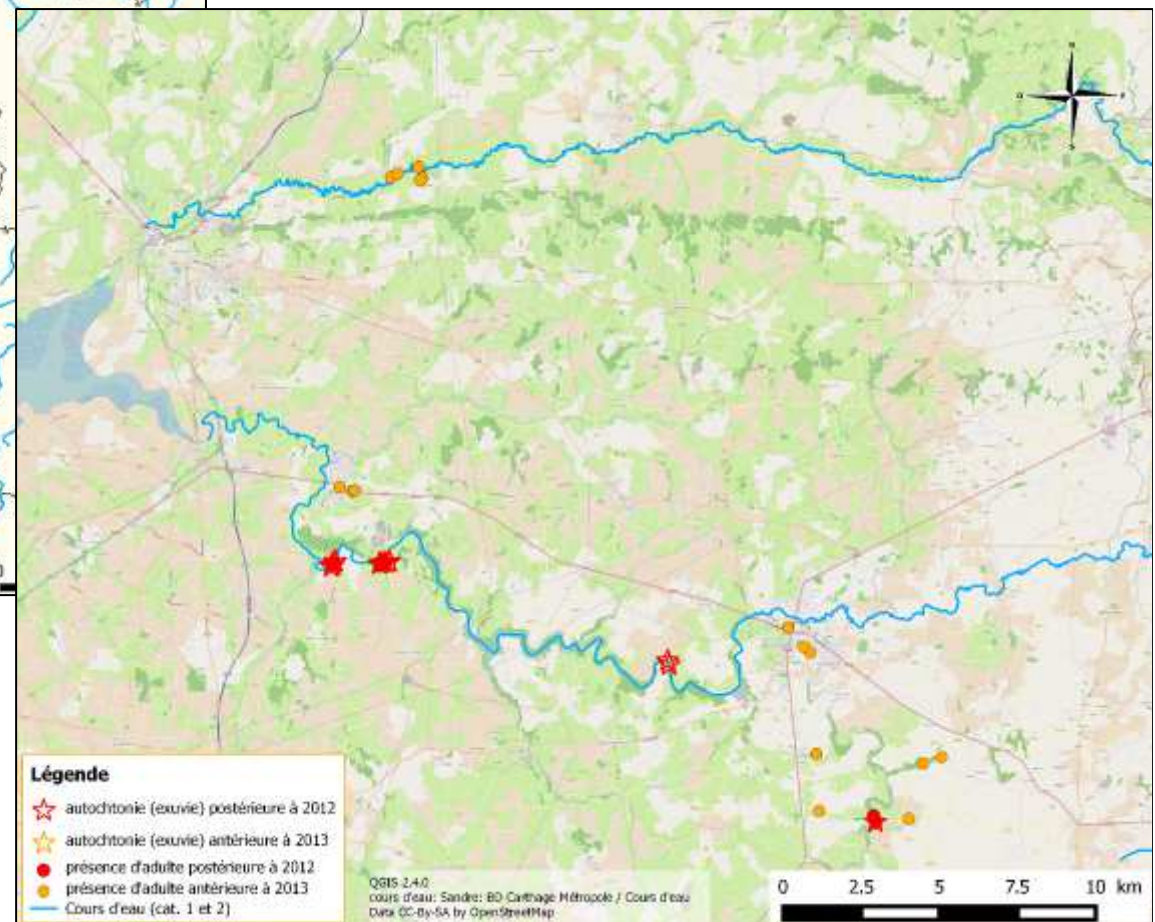 Légende
autochtonie (exuvie) postérieure à 2012
autochtonie (exuvie) antérieure à 2013
présence d'adulte postérieure à 2012
présence d'adulte antérieure à 2013
Cours d'eau (cat. 1 et 2)
QGIS 2.4.0
cours d'eau: Sandre: BD Carthage Métropole / Cours d'eau
Data CC-By-SA by OpenStreetMap
0 2.5 5 7.5 10 km